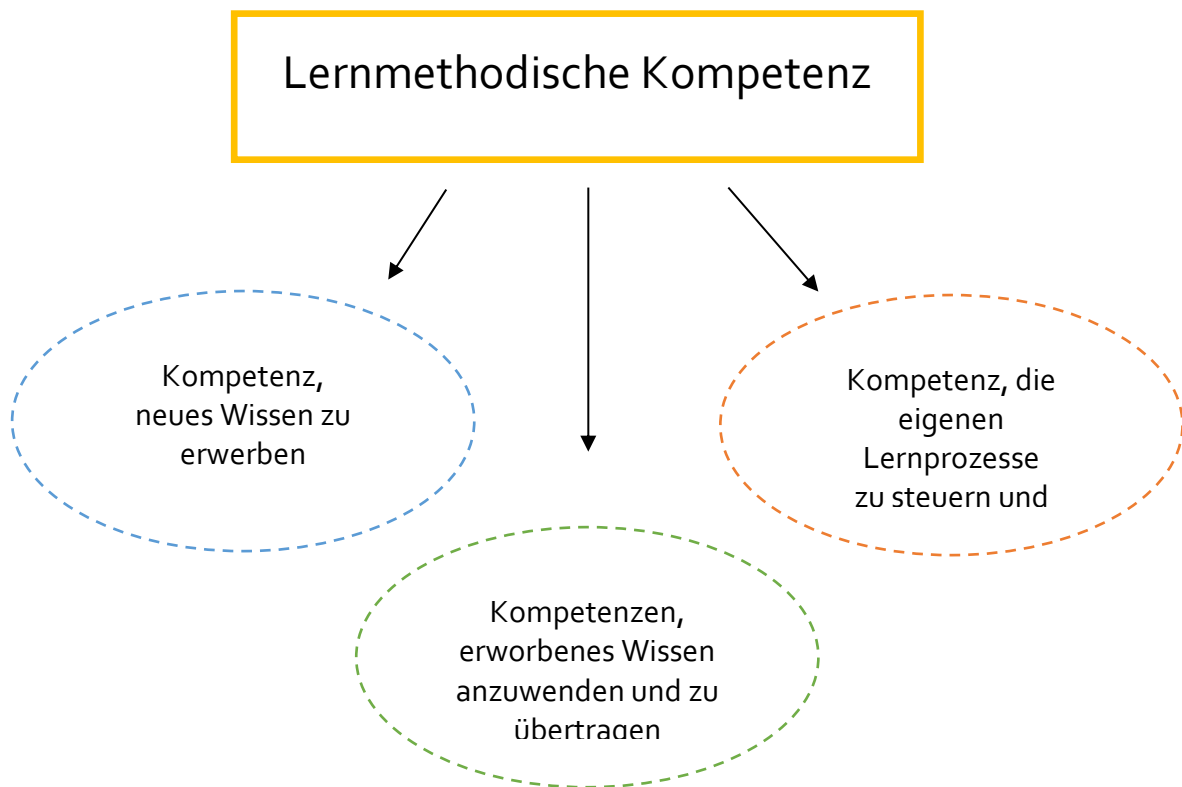 Lernmethodische Kompetenz
Kompetenz,
neues Wissen zu
erwerben
Kompetenz, die
eigenen
Lernprozesse
zu steuern und
Kompetenzen,
erworbenes Wissen
anzuwenden und zu
übertragen